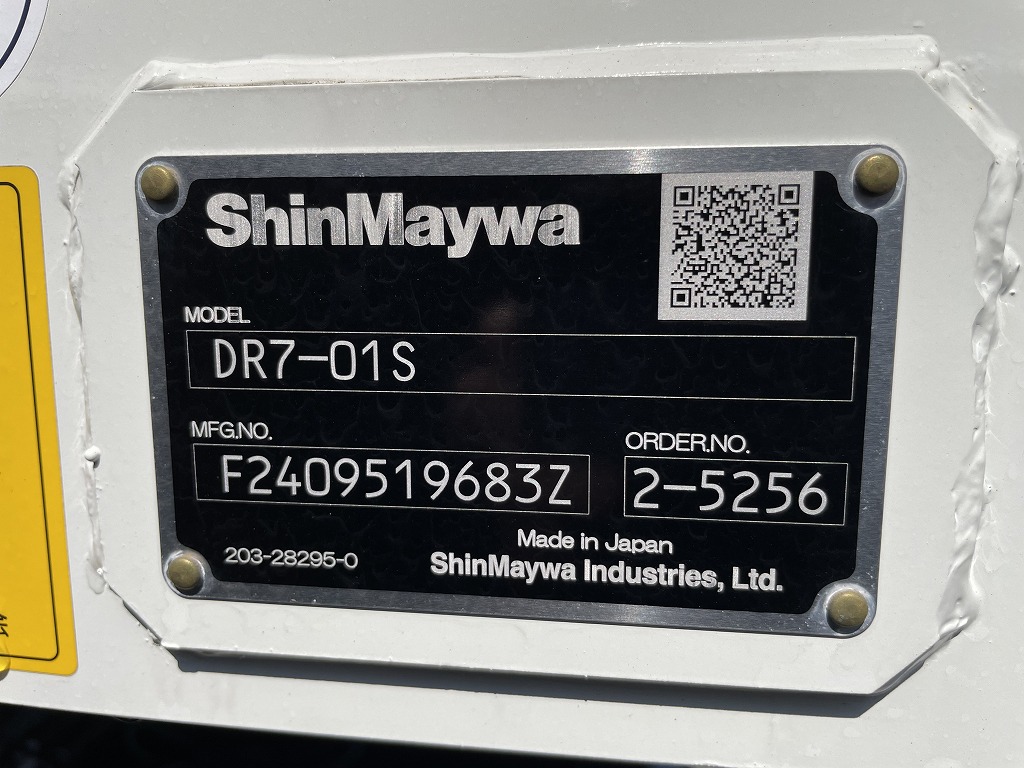 ShinMaywa
MODEL
DR7-01S
MFG.NO.
F2409519683Z
ORDER.NO.
2-5256
203-28295-0
Made in Japan
ShinMaywa Industries, Ltd.